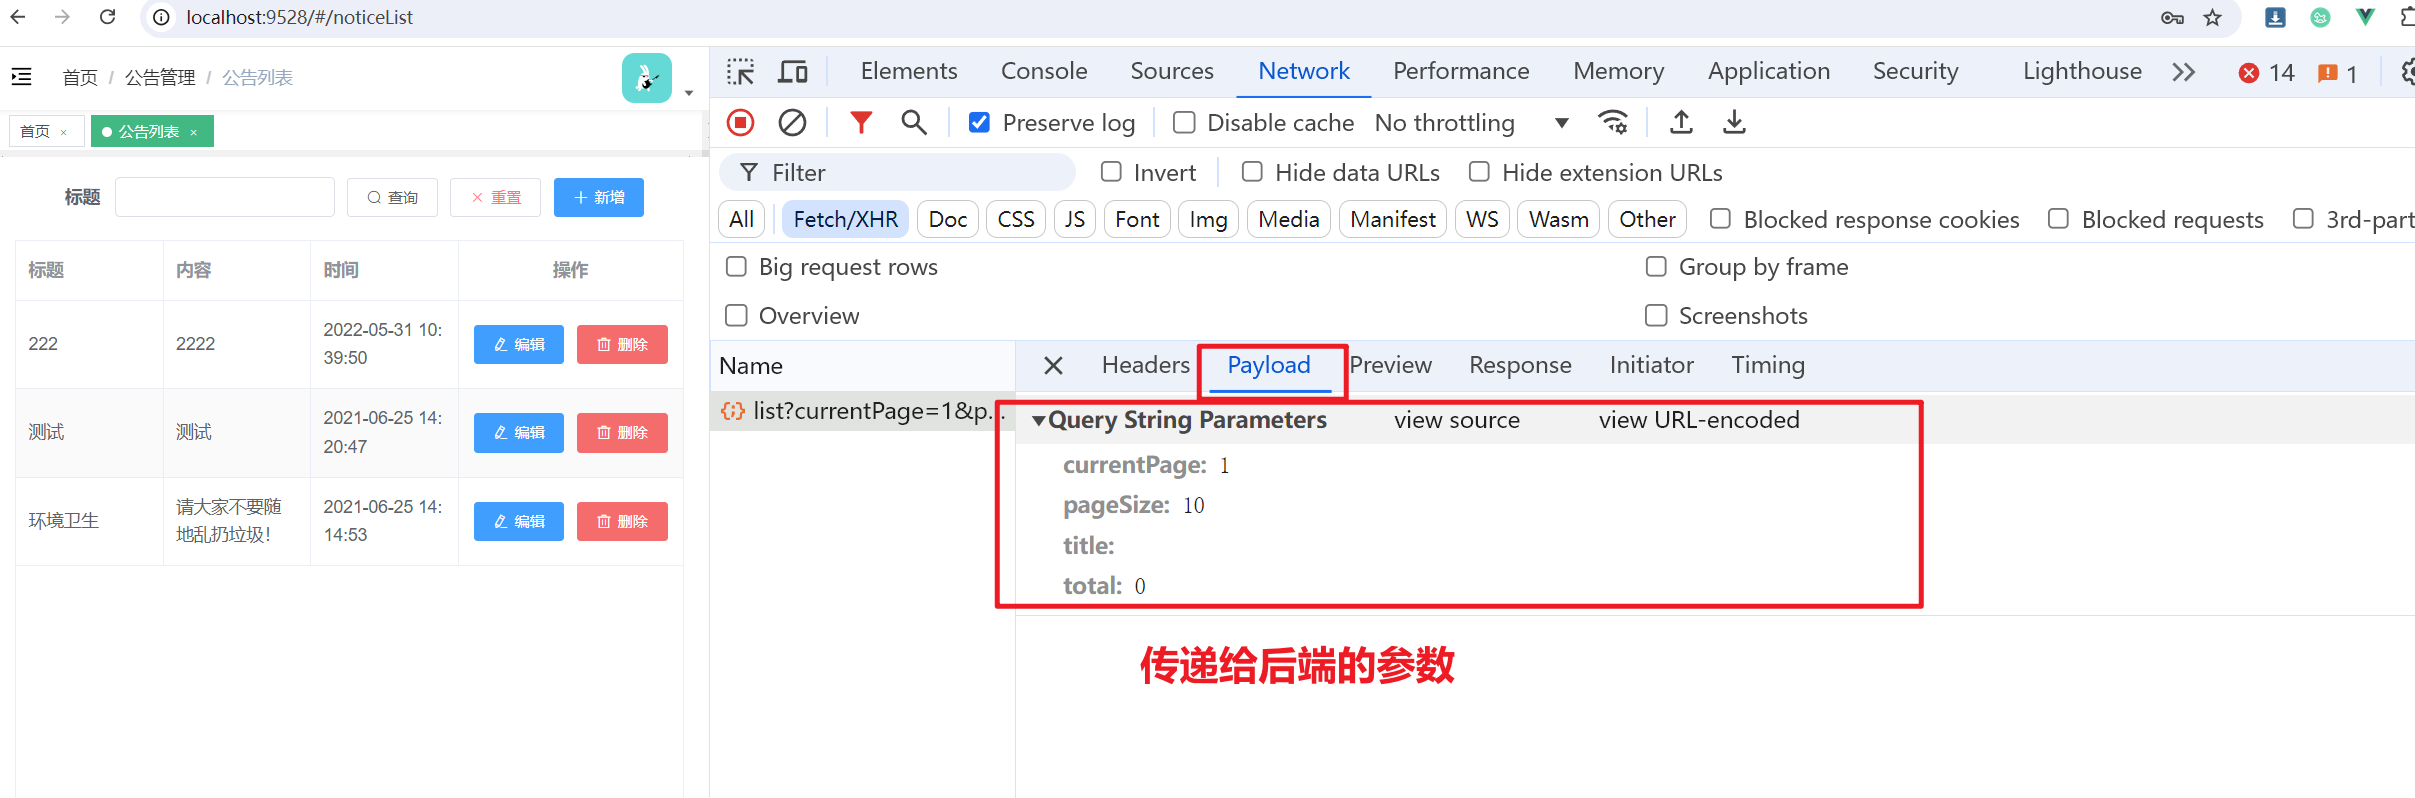 localhost:9528/#/noticeList
首页 / 公告管理 / 公告列表
首页 × 公告列表 ×
标题 查询 重置 新增
标题 内容 时间 操作
222 2222 2022-05-31 10:
39:50 编辑 删除
测试 测试 2021-06-25 14:
20:47 编辑 删除
环境卫生 请大家不要随
地乱扔垃圾！ 2021-06-25 14:
14:53 编辑 删除
Elements Console Sources Network Performance Memory Application Security Lighthouse 14 1
Preserve log Disable cache No throttling
Filter Invert Hide data URLs Hide extension URLs
All Fetch/XHR Doc CSS JS Font Img Media Manifest WS Wasm Other Blocked response cookies Blocked requests 3rd-part
Big request rows Group by frame
Overview Screenshots
Name Headers Payload Preview Response Initiator Timing
list?currentPage=1&p...
Query String Parameters view source view URL-encoded
currentPage: 1
pageSize: 10
title:
total: 0
传递给后端的参数